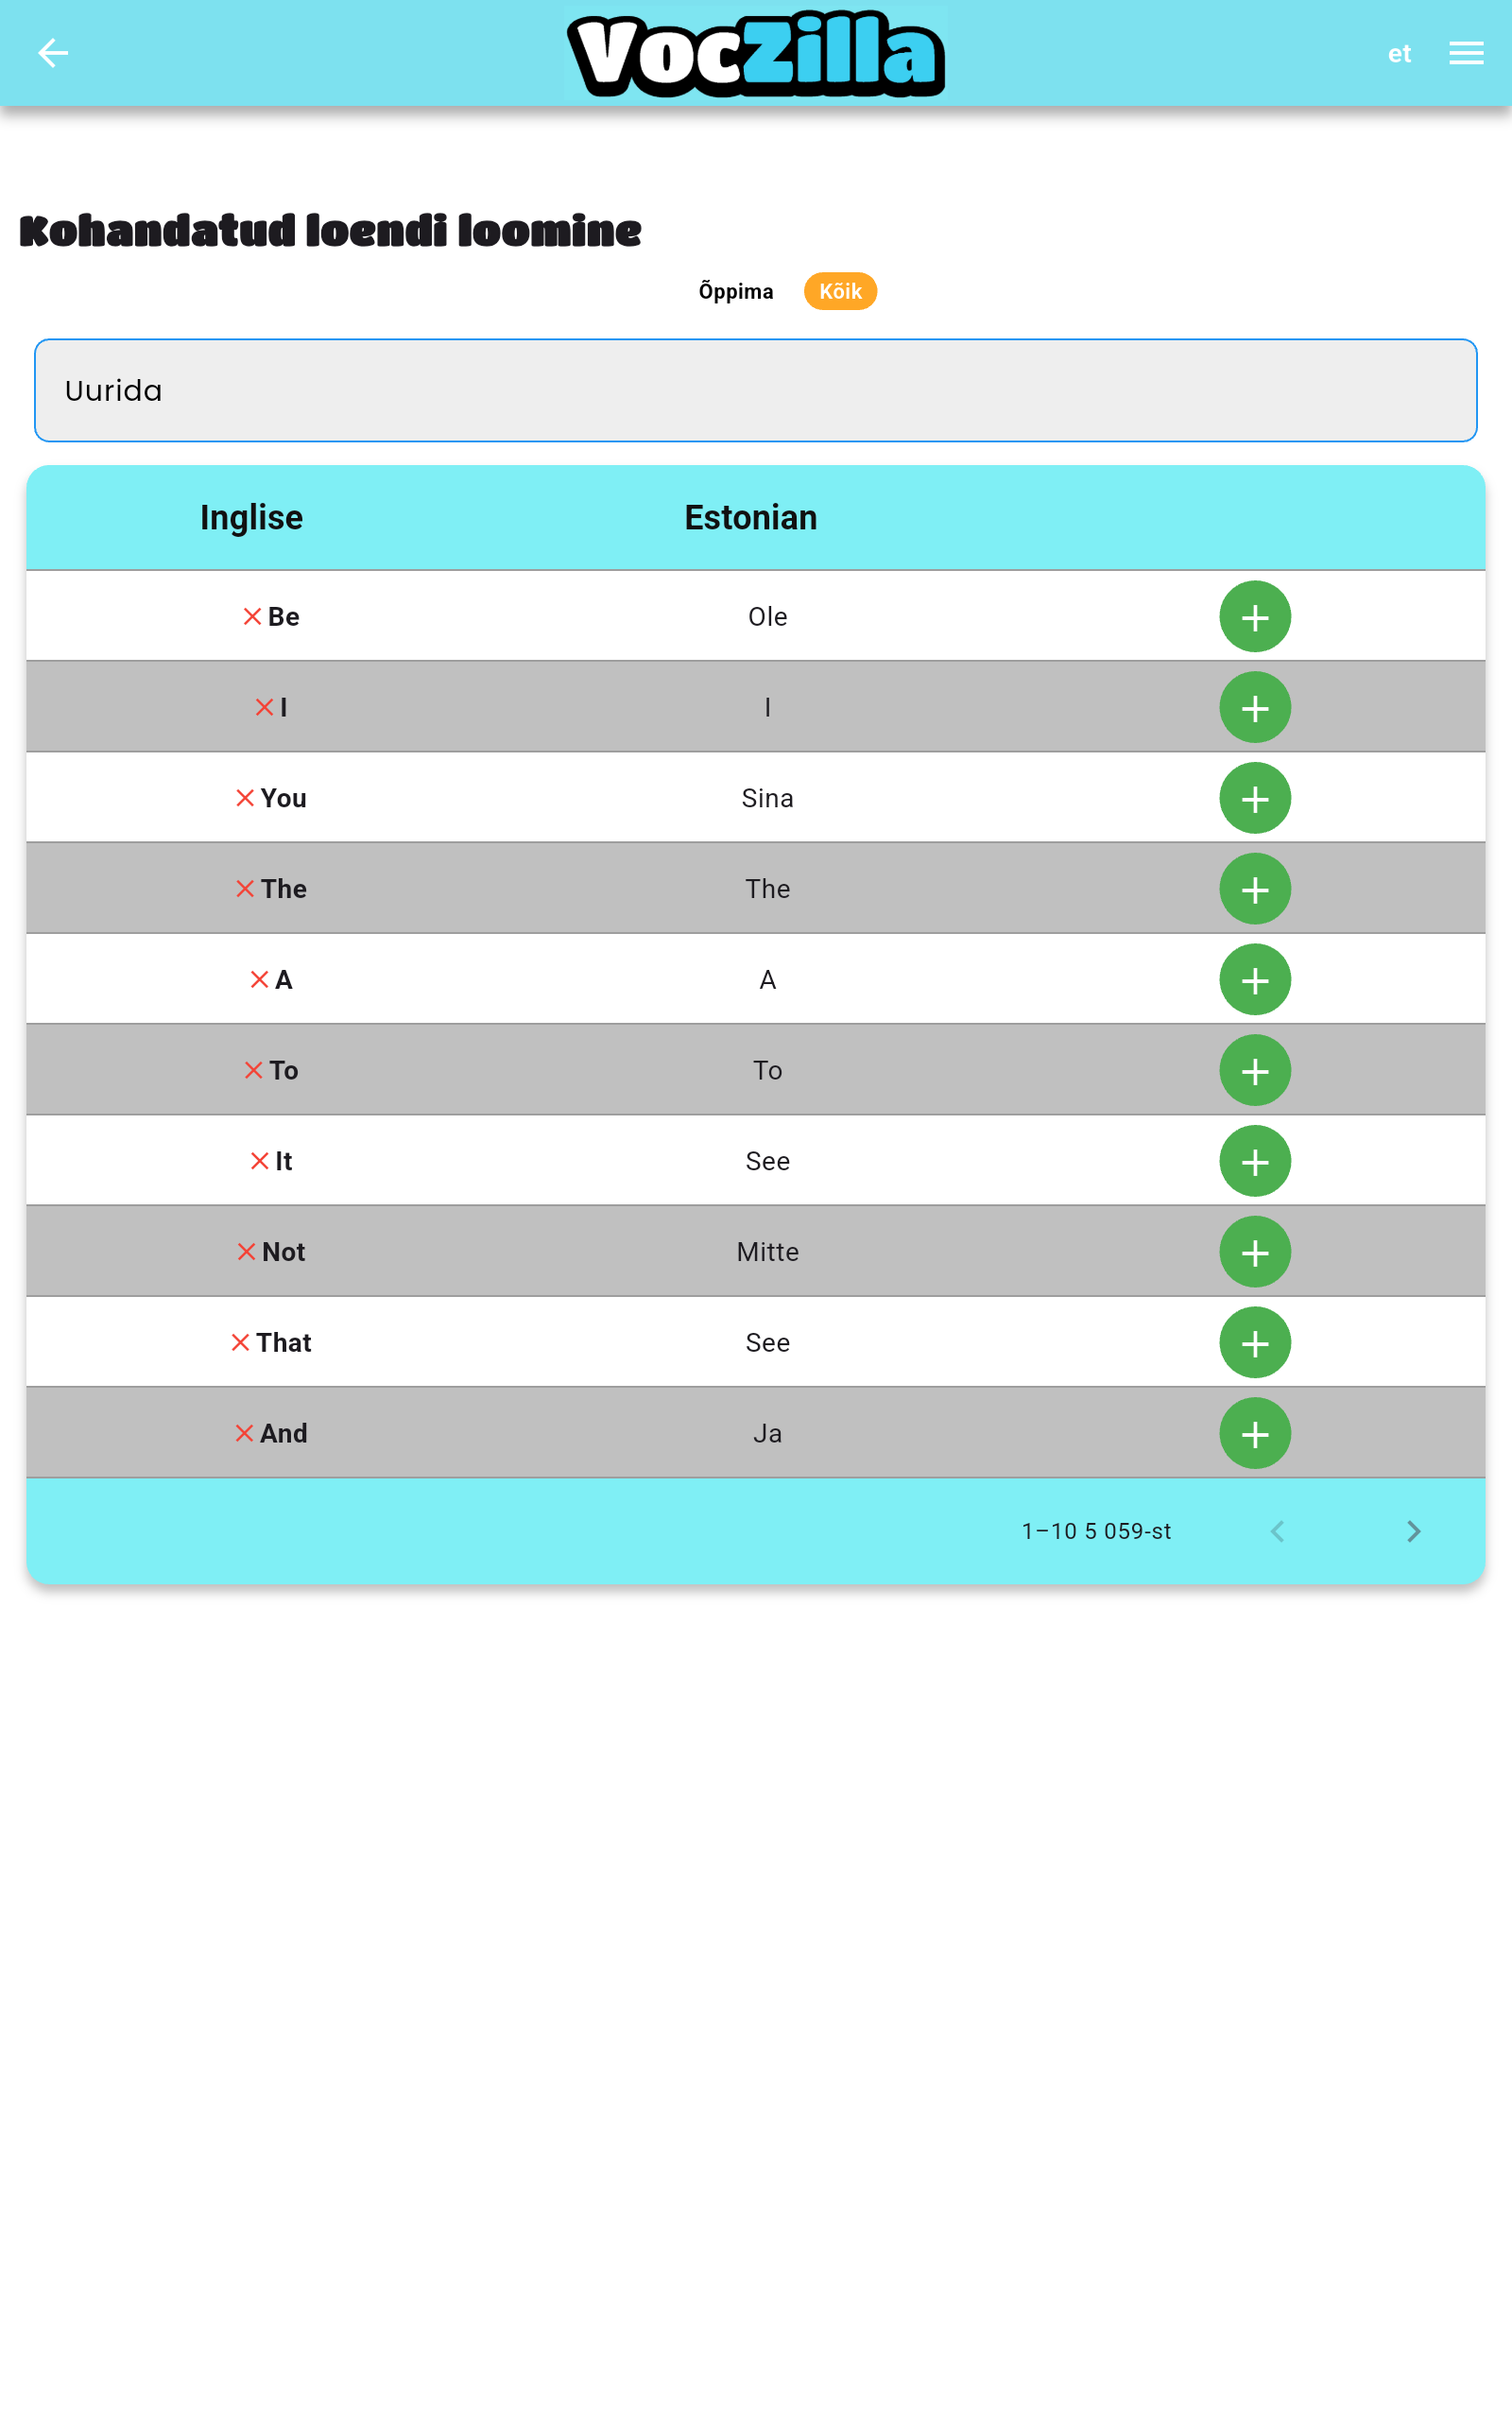 VocZilla
et
Kohandatud loendi loomine
Õppima Kõik
Uurida
Inglise Estonian
Be Ole
I I
You Sina
The The
A A
To To
It See
Not Mitte
That See
And Ja
1–10 5 059-st